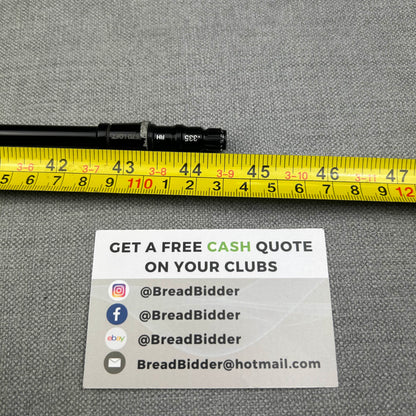 RH .335
3-6 42 3-7 43 3-8 44 3-9 45 3-10 46 3-11 47
5 6 7 8 9 110 1 2 3 4 5 6 7 8 9 12
GET A FREE CASH QUOTE
ON YOUR CLUBS
@BreadBidder
@BreadBidder
ebay @BreadBidder
BreadBidder@hotmail.com